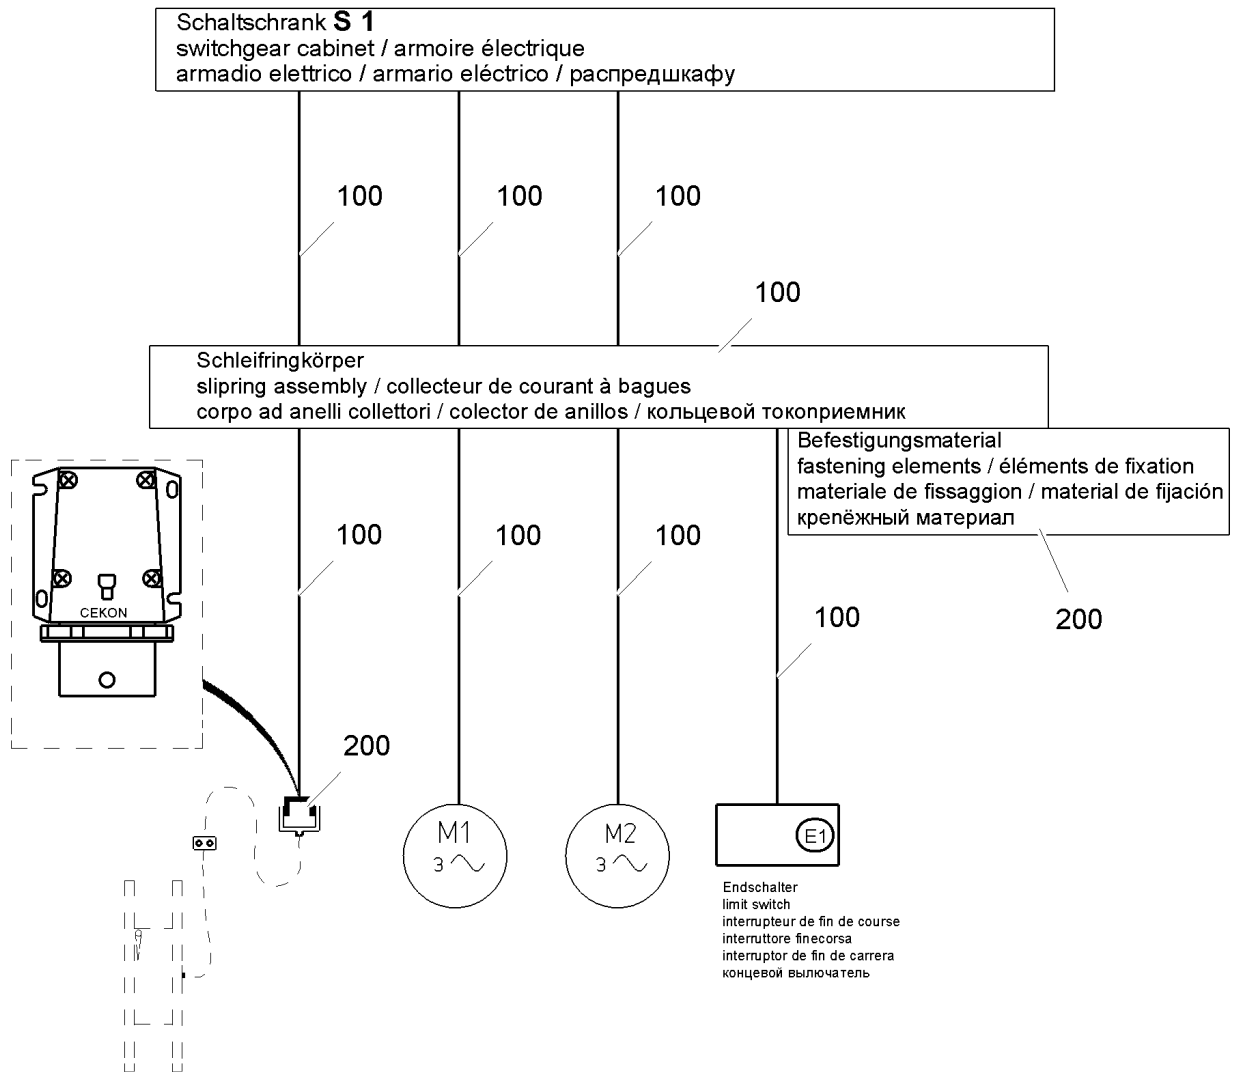 Schaltschrank S 1
switchgear cabinet / armoire électrique
armadio elettrico / armario eléctrico / распредшкафу
100
100
100
100
Schleifringkörper
slipring assembly / collecteur de courant à bagues
corpo ad anelli collettori / colector de anillos / кольцевой токоприемник
Befestigungsmaterial
fastening elements / éléments de fixation
materiale de fissaggion / material de fijación
крепёжный материал
100
100
100
100
200
CEKON
200
M1
3
M2
3
E1
Endschalter
limit switch
interrupteur de fin de course
interruttore finecorsa
interruptor de fin de carrera
концевой вылючатель